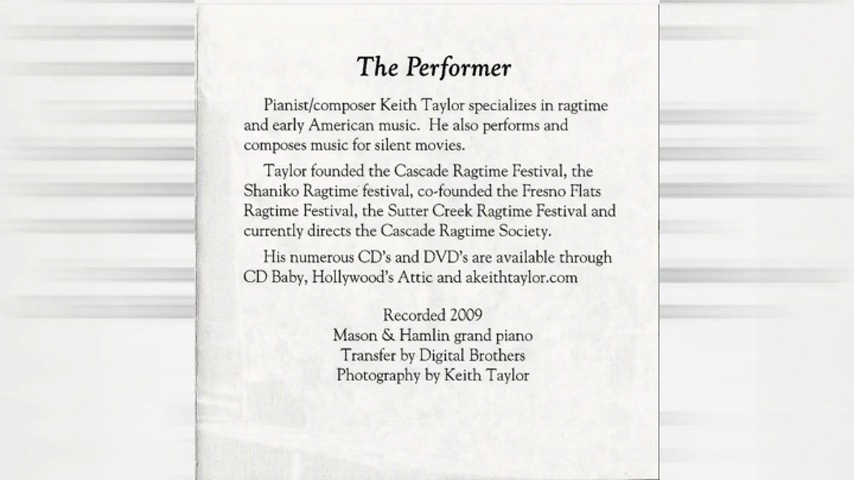 The Performer
Pianist/composer Keith Taylor specializes in ragtime
and early American music.  He also performs and
composes music for silent movies.
Taylor founded the Cascade Ragtime Festival, the
Shaniko Ragtime festival, co-founded the Fresno Flats
Ragtime Festival, the Sutter Creek Ragtime Festival and
currently directs the Cascade Ragtime Society.
His numerous CD's and DVD's are available through
CD Baby, Hollywood's Attic and akeithtaylor.com
Recorded 2009
Mason & Hamlin grand piano
Transfer by Digital Brothers
Photography by Keith Taylor